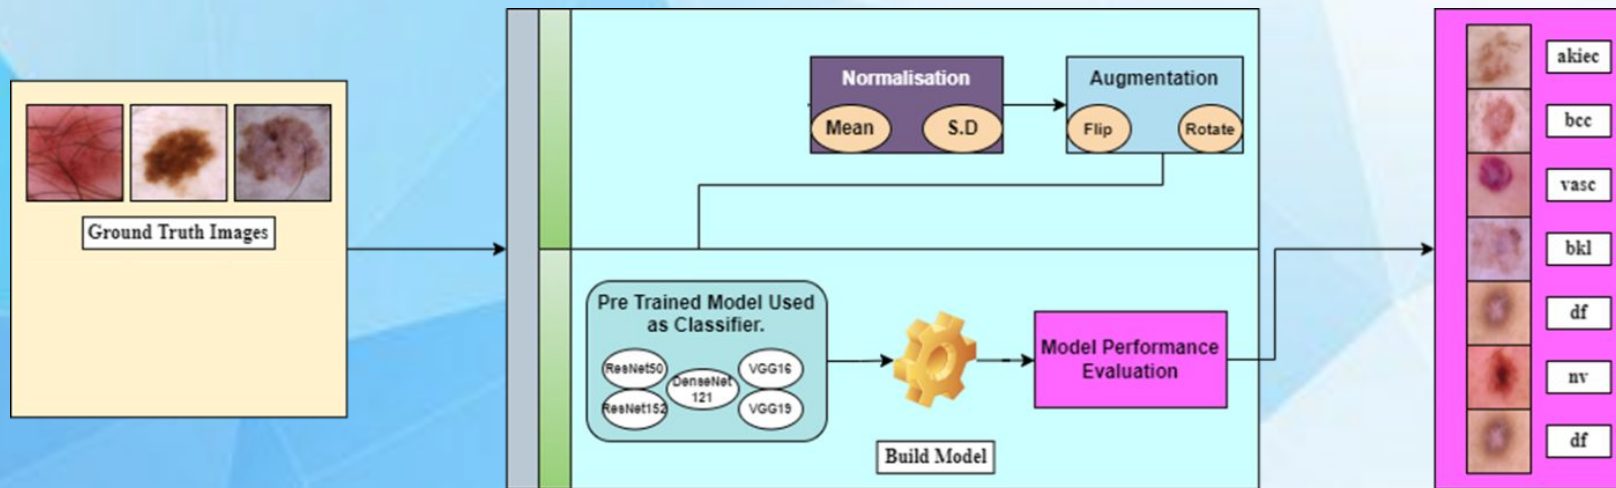 Ground Truth Images
Normalisation
Mean
S.D
Augmentation
Flip
Rotate
Pre Trained Model Used
as Classifier.
ResNet50
ResNet152
DenseNet
121
VGG16
VGG19
Build Model
Model Performance
Evaluation
akiec
bcc
vasc
bkl
df
nv
df